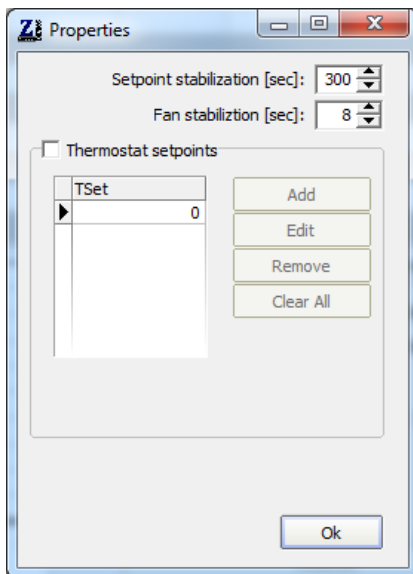 Z Properties
Setpoint stabilization [sec]: 300
Fan stabiliztion [sec]: 8
Thermostat setpoints
TSet
0
Add
Edit
Remove
Clear All
Ok